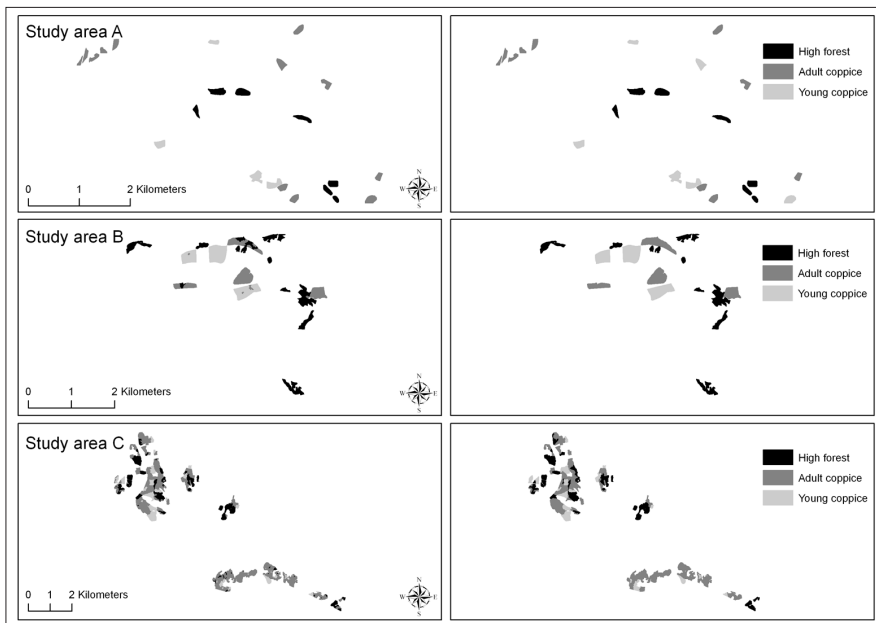 Study area A
High forest
Adult coppice
Young coppice
0 1 2 Kilometers
N
W E
S
Study area B
High forest
Adult coppice
Young coppice
0 1 2 Kilometers
N
W E
S
Study area C
High forest
Adult coppice
Young coppice
0 1 2 Kilometers
N
W E
S